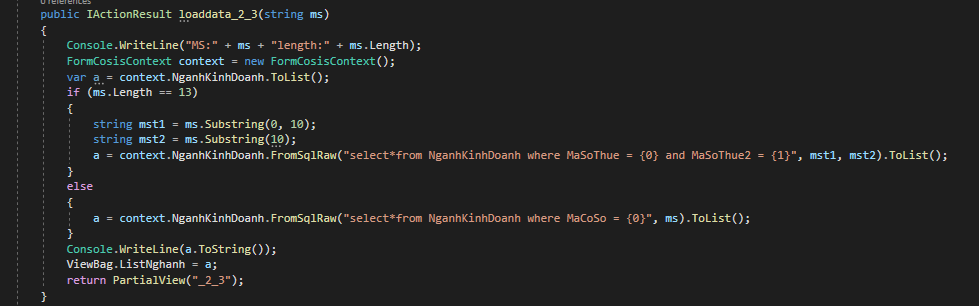 0 references
public IActionResult loaddata_2_3(string ms)
{
Console.WriteLine("MS:" + ms + "length:" + ms.Length);
FormCosisContext context = new FormCosisContext();
var a = context.NganhKinhDoanh.ToList();
if (ms.Length == 13)
{
string mst1 = ms.Substring(0, 10);
string mst2 = ms.Substring(10);
a = context.NganhKinhDoanh.FromSqlRaw("select*from NganhKinhDoanh where MaSoThue = {0} and MaSoThue2 = {1}", mst1, mst2).ToList();
}
else
{
a = context.NganhKinhDoanh.FromSqlRaw("select*from NganhKinhDoanh where MaCoSo = {0}", ms).ToList();
}
Console.WriteLine(a.ToString());
ViewBag.ListNghanh = a;
return PartialView("_2_3");
}